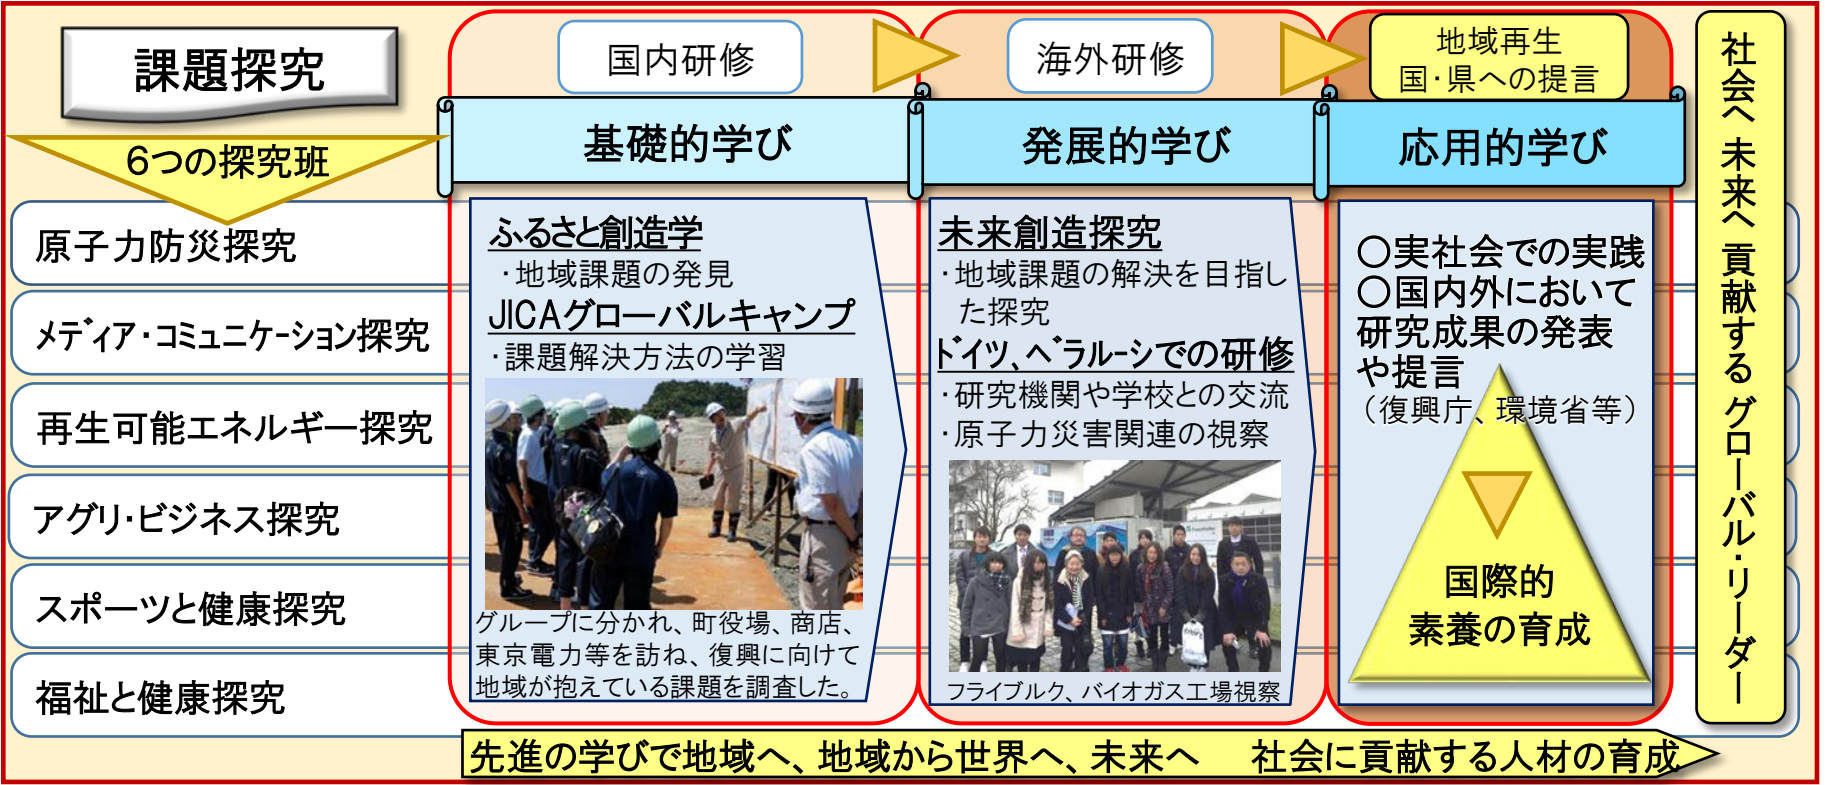 課題探究
6つの探究班
原子力防災探究
メディア・コミュニケーション探究
再生可能エネルギー探究
アグリ・ビジネス探究
スポーツと健康探究
福祉と健康探究
国内研修
基礎的学び
ふるさと創造学
・地域課題の発見
JICAグローバルキャンプ
・課題解決方法の学習
グループに分かれ、町役場、商店、
東京電力等を訪ね、復興に向けて
地域が抱えている課題を調査した。
海外研修
発展的学び
未来創造探究
・地域課題の解決を目指し
た探究
ドイツ、ベラルーシでの研修
・研究機関や学校との交流
・原子力災害関連の視察
フライブルク、バイオガス工場視察
地域再生
国・県への提言
応用的学び
〇実社会での実践
〇国内外において
研究成果の発表
や提言
（復興庁、環境省等）
国際的
素養の育成
社会へ 未来へ 貢献する グローバル・リーダー
先進の学びで地域へ、地域から世界へ、未来へ　社会に貢献する人材の育成